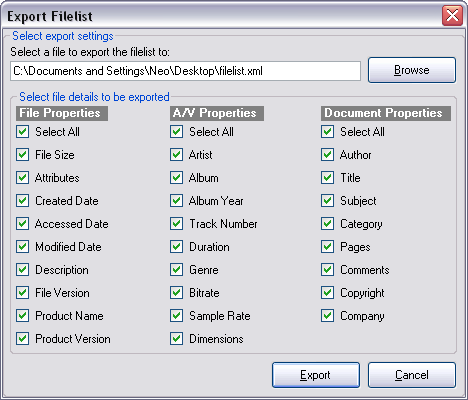 Export Filelist
Select export settings
Select a file to export the filelist to:
C:\Documents and Settings\Neo\Desktop\filelist.xml
Browse
Select file details to be exported
File Properties
Select All
File Size
Attributes
Created Date
Accessed Date
Modified Date
Description
File Version
Product Name
Product Version
A/V Properties
Select All
Artist
Album
Album Year
Track Number
Duration
Genre
Bitrate
Sample Rate
Dimensions
Document Properties
Select All
Author
Title
Subject
Category
Pages
Comments
Copyright
Company
Export
Cancel